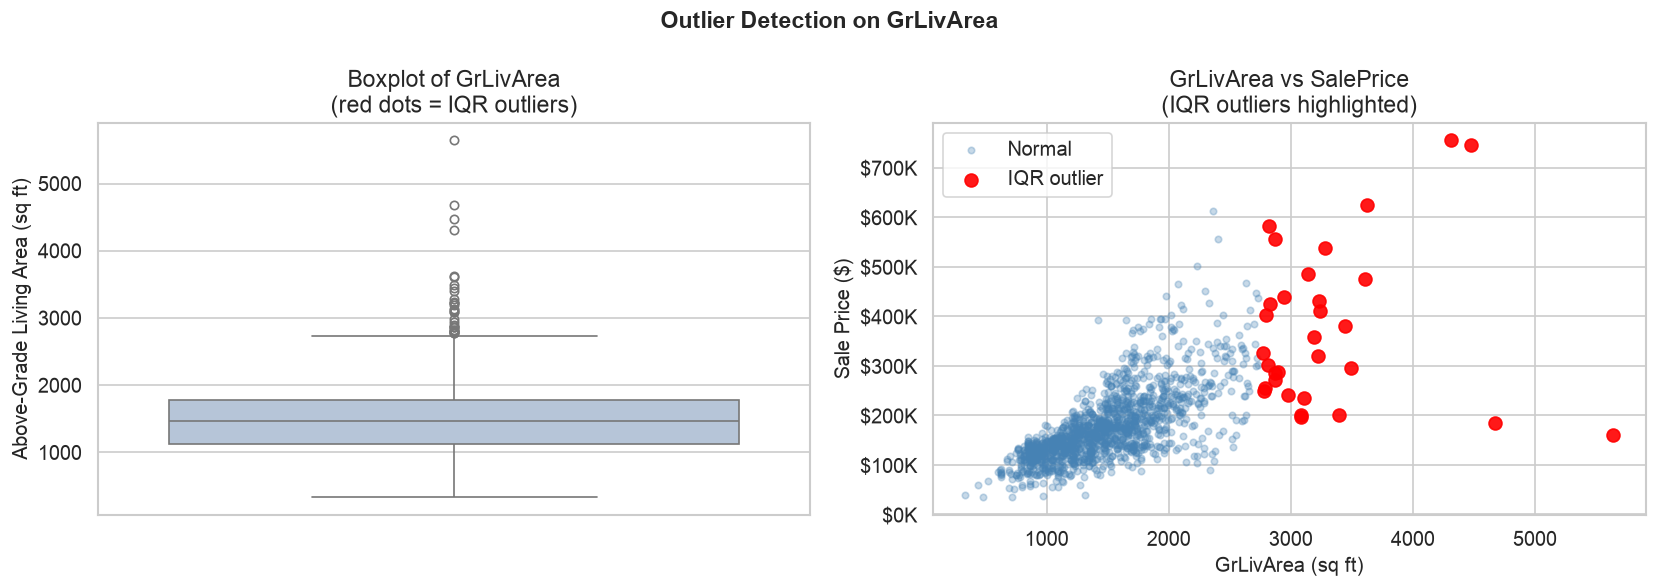 Outlier Detection on GrLivArea
Boxplot of GrLivArea
(red dots = IQR outliers)
Above-Grade Living Area (sq ft)
5000
4000
3000
2000
1000
GrLivArea vs SalePrice
(IQR outliers highlighted)
Normal
IQR outlier
Sale Price ($)
$700K
$600K
$500K
$400K
$300K
$200K
$100K
$0K
1000 2000 3000 4000 5000
GrLivArea (sq ft)